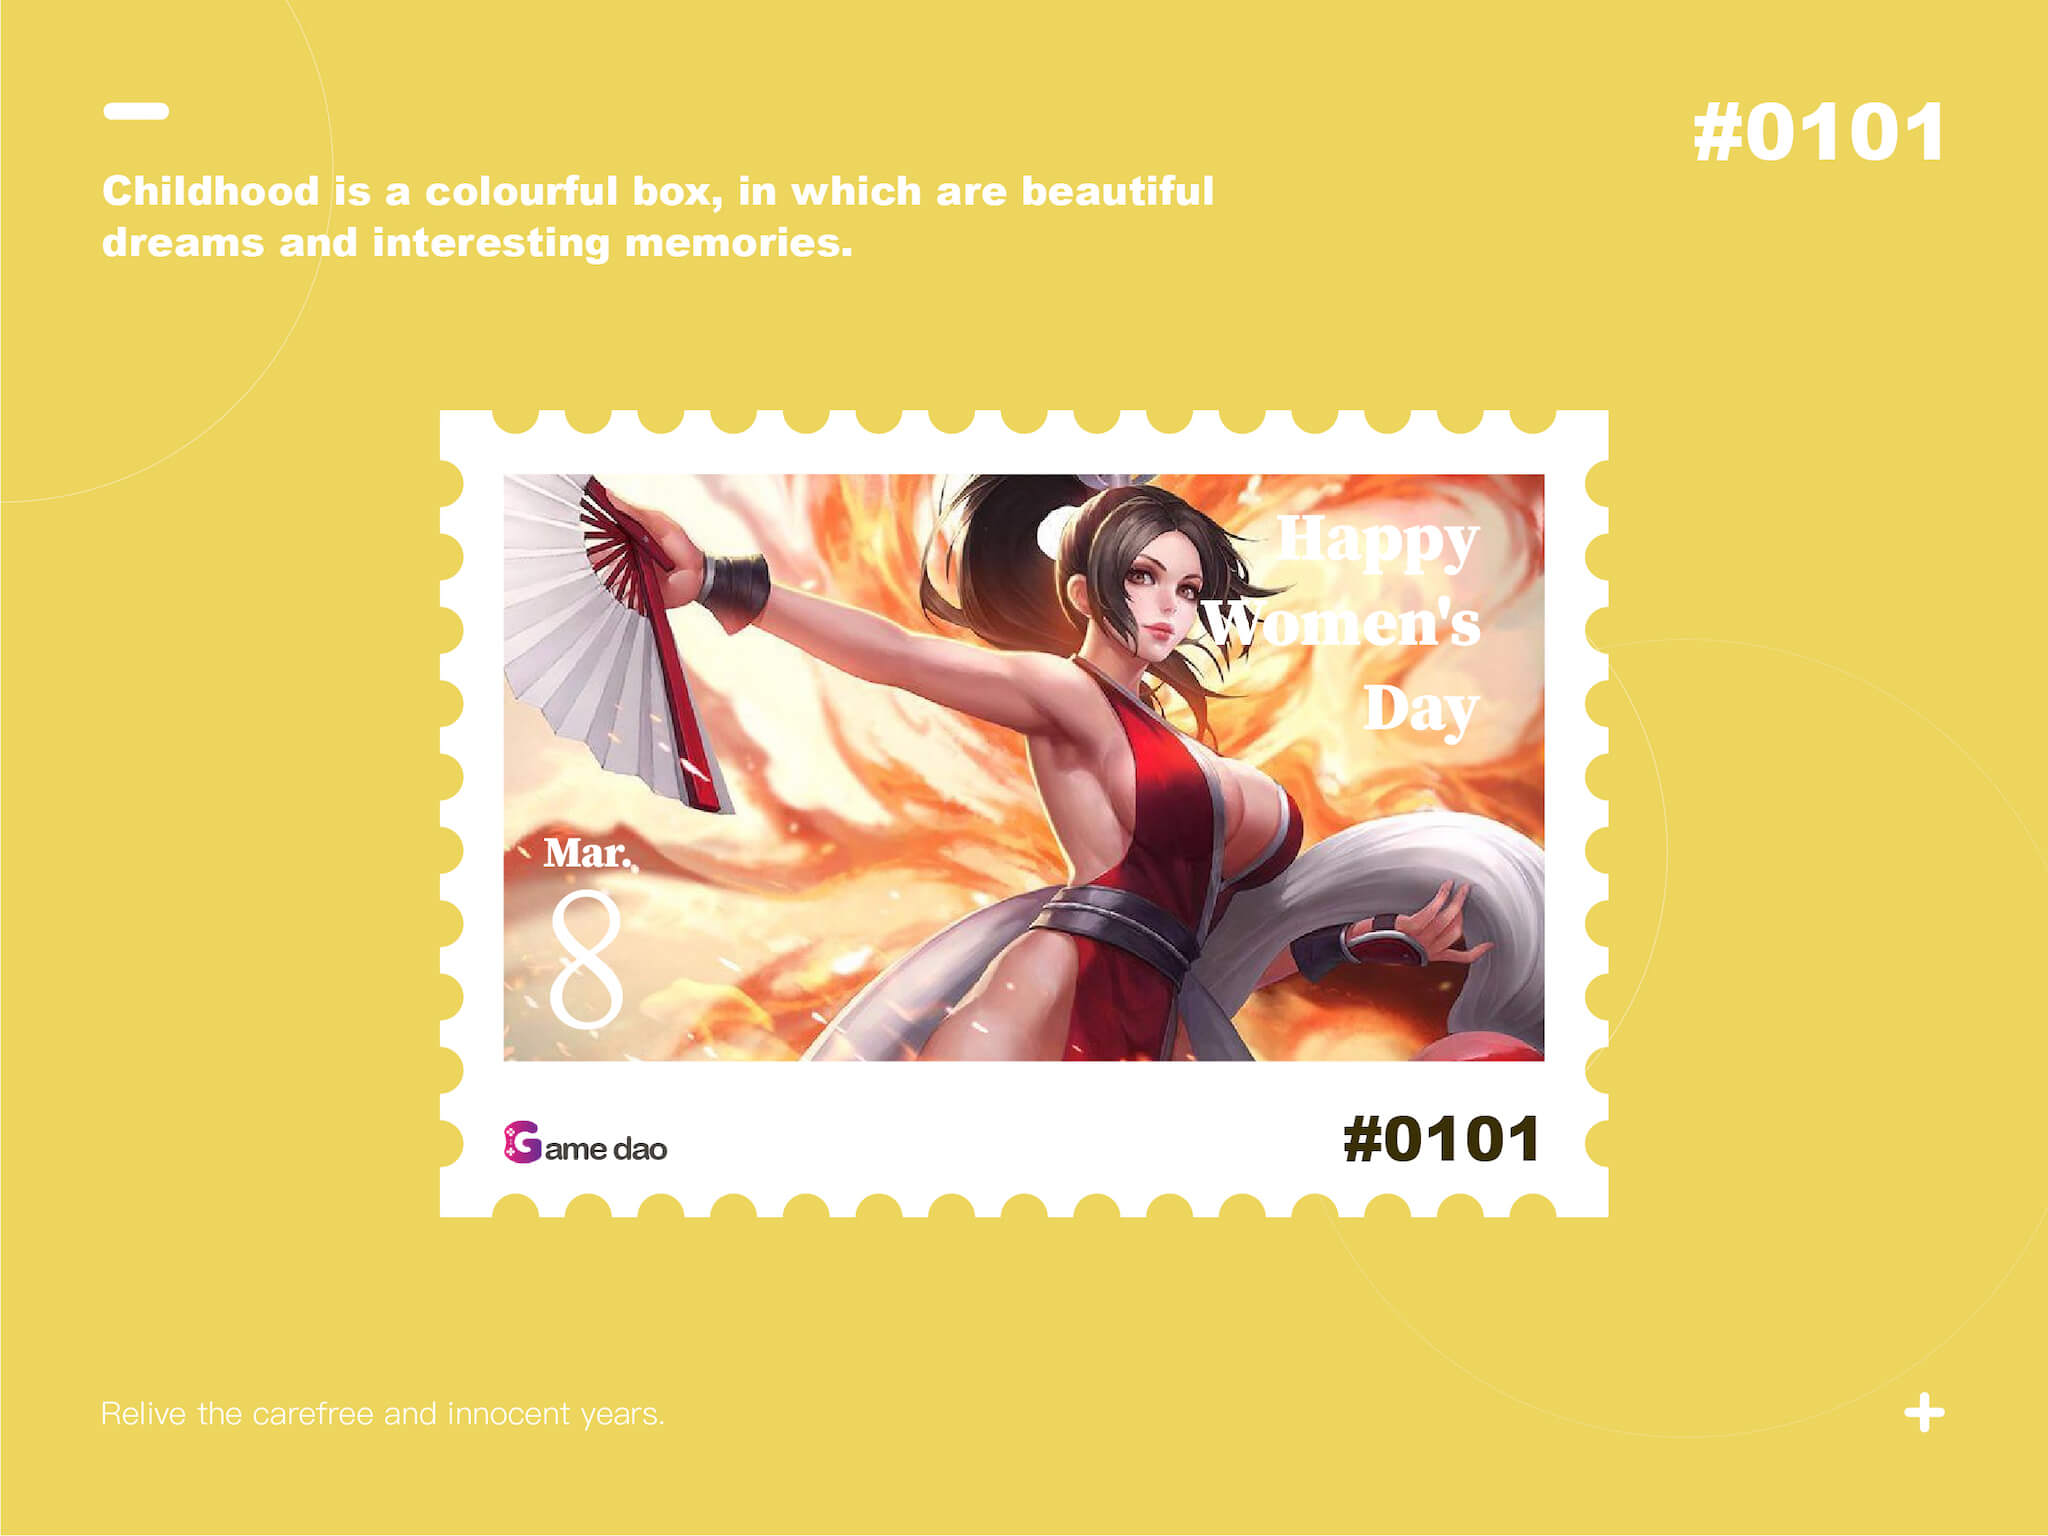 #0101
Childhood is a colourful box, in which are beautiful
dreams and interesting memories.
Happy
Women's
Day
Mar.
8
Game dao
#0101
Relive the carefree and innocent years.